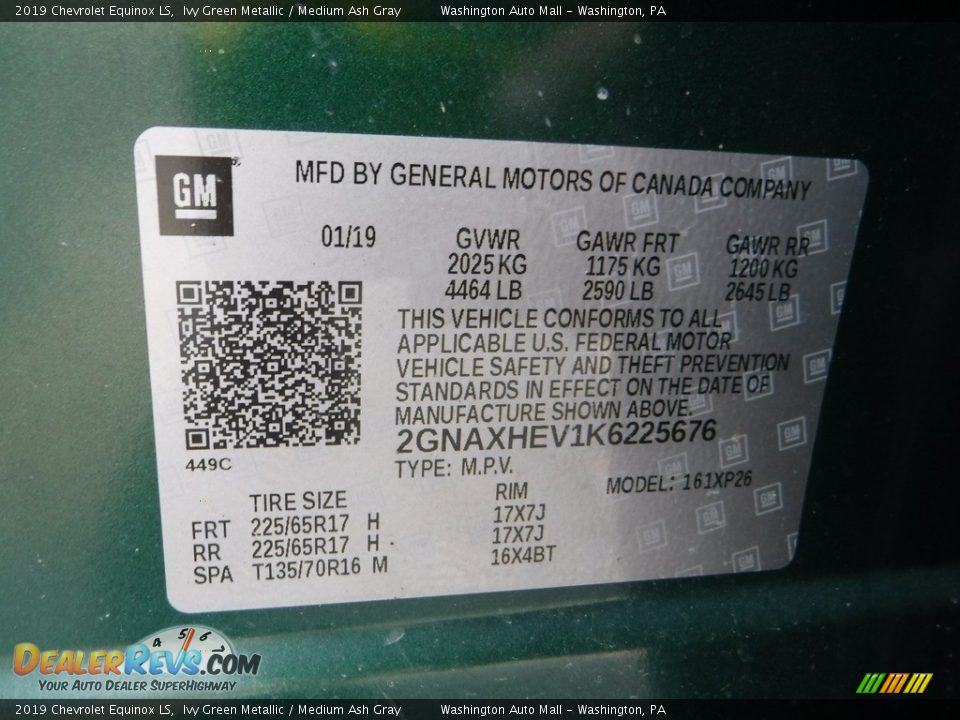 2019 Chevrolet Equinox LS, Ivy Green Metallic / Medium Ash Gray Washington Auto Mall - Washington, PA
GM
MFD BY GENERAL MOTORS OF CANADA COMPANY
01/19 GVWR GAWR FRT GAWR RR
2025 KG 1175 KG 1200 KG
4464 LB 2590 LB 2645 LB
THIS VEHICLE CONFORMS TO ALL
APPLICABLE U.S. FEDERAL MOTOR
VEHICLE SAFETY AND THEFT PREVENTION
STANDARDS IN EFFECT ON THE DATE OF
MANUFACTURE SHOWN ABOVE.
2GNAXHEV1K6225676
449C
TYPE: M.P.V. MODEL: 161XP26
TIRE SIZE RIM
FRT 225/65R17 H 17X7J
RR 225/65R17 H 17X7J
SPA T135/70R16 M 16X4BT
4 5 6
DEALERREVS.COM
YOUR AUTO DEALER SUPERHIGHWAY
2019 Chevrolet Equinox LS, Ivy Green Metallic / Medium Ash Gray Washington Auto Mall - Washington, PA